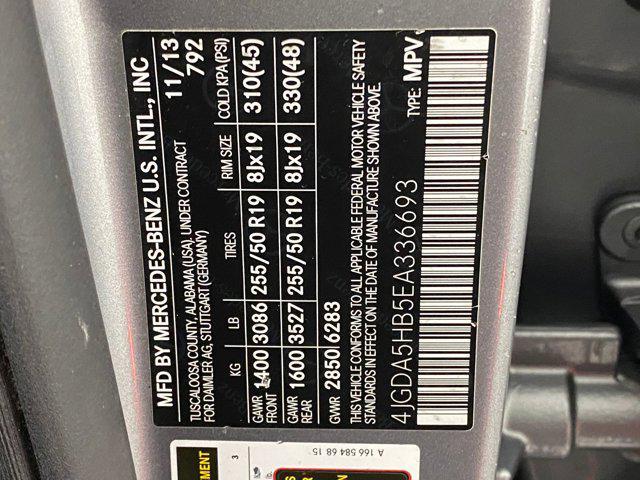 MFD BY MERCEDES-BENZ U.S. INTL., INC
TUSCALOOSA COUNTY, ALABAMA (USA), UNDER CONTRACT
FOR DAIMLER AG, STUTTGART (GERMANY)
11/13
792
KG LB TIRES RIM SIZE COLD KPA(PSI)
GAWR FRONT 1400 3086 255/50 R19 8Jx19 310(45)
GAWR REAR 1600 3527 255/50 R19 8Jx19 330(48)
GVWR 2850 6283
THIS VEHICLE CONFORMS TO ALL APPLICABLE FEDERAL MOTOR VEHICLE SAFETY
STANDARDS IN EFFECT ON THE DATE OF MANUFACTURE SHOWN ABOVE.
TYPE: MPV
4JGDA5HB5EA336693
A 166 584 68 15
3